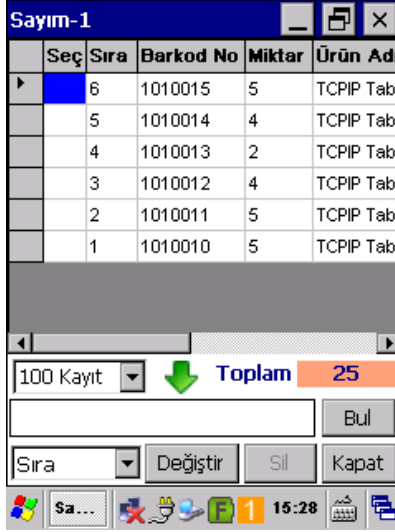 Sayım-1
Seç Sıra Barkod No Miktar Ürün Adı
6 1010015 5 TCPIP Tab
5 1010014 4 TCPIP Tab
4 1010013 2 TCPIP Tab
3 1010012 4 TCPIP Tab
2 1010011 5 TCPIP Tab
1 1010010 5 TCPIP Tab
100 Kayıt Toplam 25
Bul
Sıra Değiştir Sil Kapat
Sa... F 1 15:28